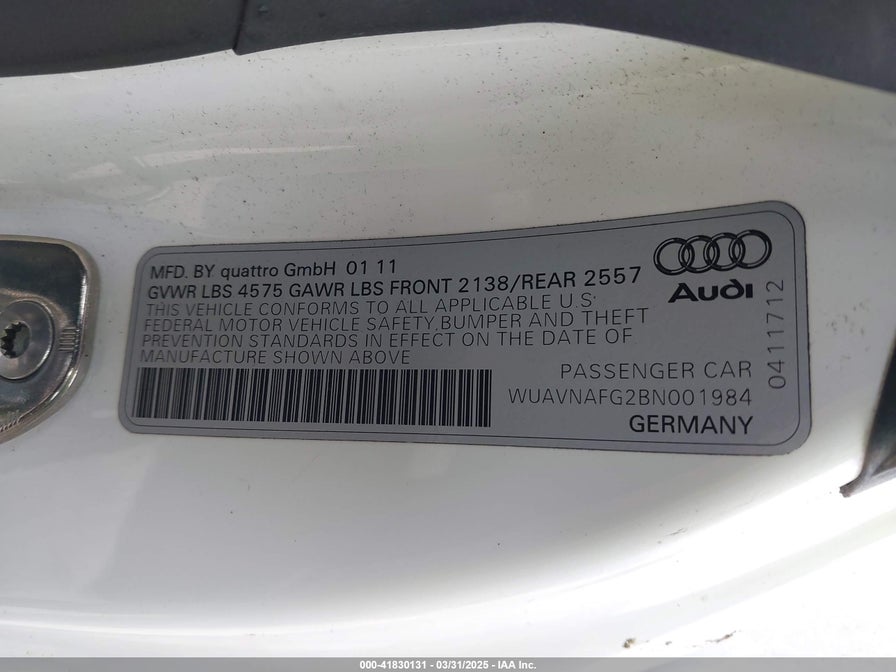 MFD. BY quattro GmbH 01 11
GVWR LBS 4575 GAWR LBS FRONT 2138/REAR 2557
THIS VEHICLE CONFORMS TO ALL APPLICABLE U.S.
FEDERAL MOTOR VEHICLE SAFETY, BUMPER AND THEFT
PREVENTION STANDARDS IN EFFECT ON THE DATE OF
MANUFACTURE SHOWN ABOVE
Audi
PASSENGER CAR
WUAVNAFG2BN001984
GERMANY
04111712
000-41830131 - 03/31/2025 - IAA Inc.